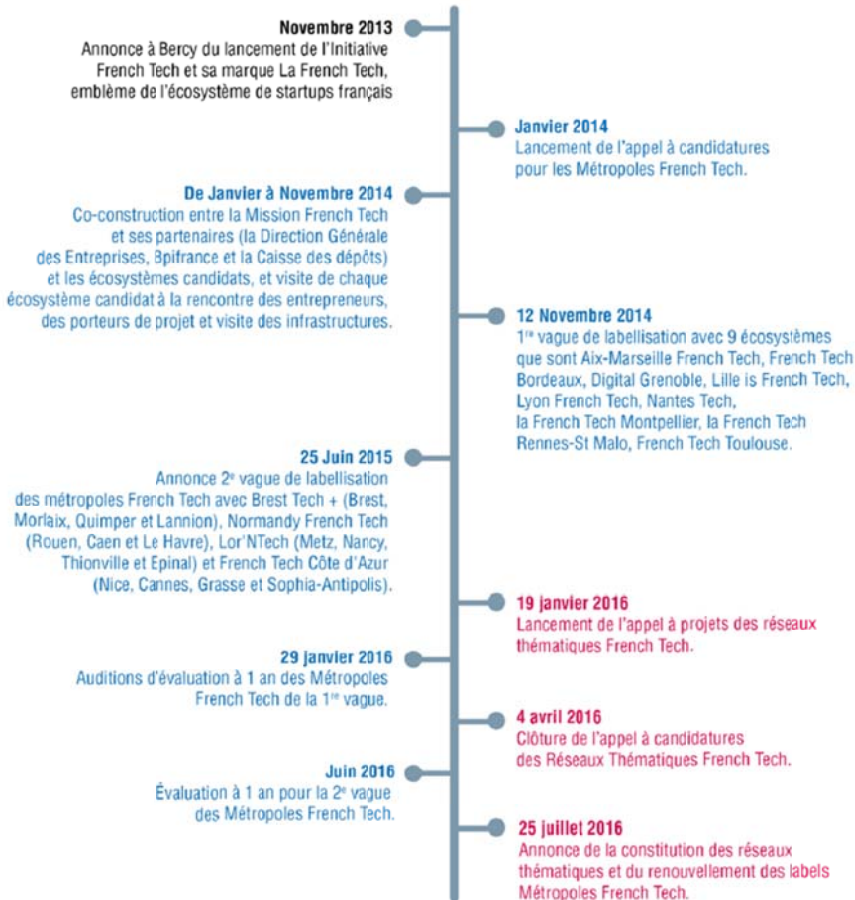 Novembre 2013
Annonce à Bercy du lancement de l'Initiative
French Tech et sa marque La French Tech,
emblème de l'écosystème de startups français
Janvier 2014
Lancement de l'appel à candidatures
pour les Métropoles French Tech.
De Janvier à Novembre 2014
Co-construction entre la Mission French Tech
et ses partenaires (la Direction Générale
des Entreprises, Bpifrance et la Caisse des dépôts)
et les écosystèmes candidats, et visite de chaque
écosystème candidat à la rencontre des entrepreneurs,
des porteurs de projet et visite des infrastructures.
12 Novembre 2014
1re vague de labellisation avec 9 écosystèmes
que sont Aix-Marseille French Tech, French Tech
Bordeaux, Digital Grenoble, Lille is French Tech,
Lyon French Tech, Nantes Tech,
la French Tech Montpellier, la French Tech
Rennes-St Malo, French Tech Toulouse.
25 Juin 2015
Annonce 2e vague de labellisation
des métropoles French Tech avec Brest Tech + (Brest,
Morlaix, Quimper et Lannion), Normandy French Tech
(Rouen, Caen et Le Havre), Lor'NTech (Metz, Nancy,
Thionville et Epinal) et French Tech Côte d'Azur
(Nice, Cannes, Grasse et Sophia-Antipolis).
19 janvier 2016
Lancement de l'appel à projets des réseaux
thématiques French Tech.
29 janvier 2016
Auditions d'évaluation à 1 an des Métropoles
French Tech de la 1re vague.
4 avril 2016
Clôture de l'appel à candidatures
des Réseaux Thématiques French Tech.
Juin 2016
Évaluation à 1 an pour la 2e vague
des Métropoles French Tech.
25 juillet 2016
Annonce de la constitution des réseaux
thématiques et du renouvellement des labels
Métropoles French Tech.